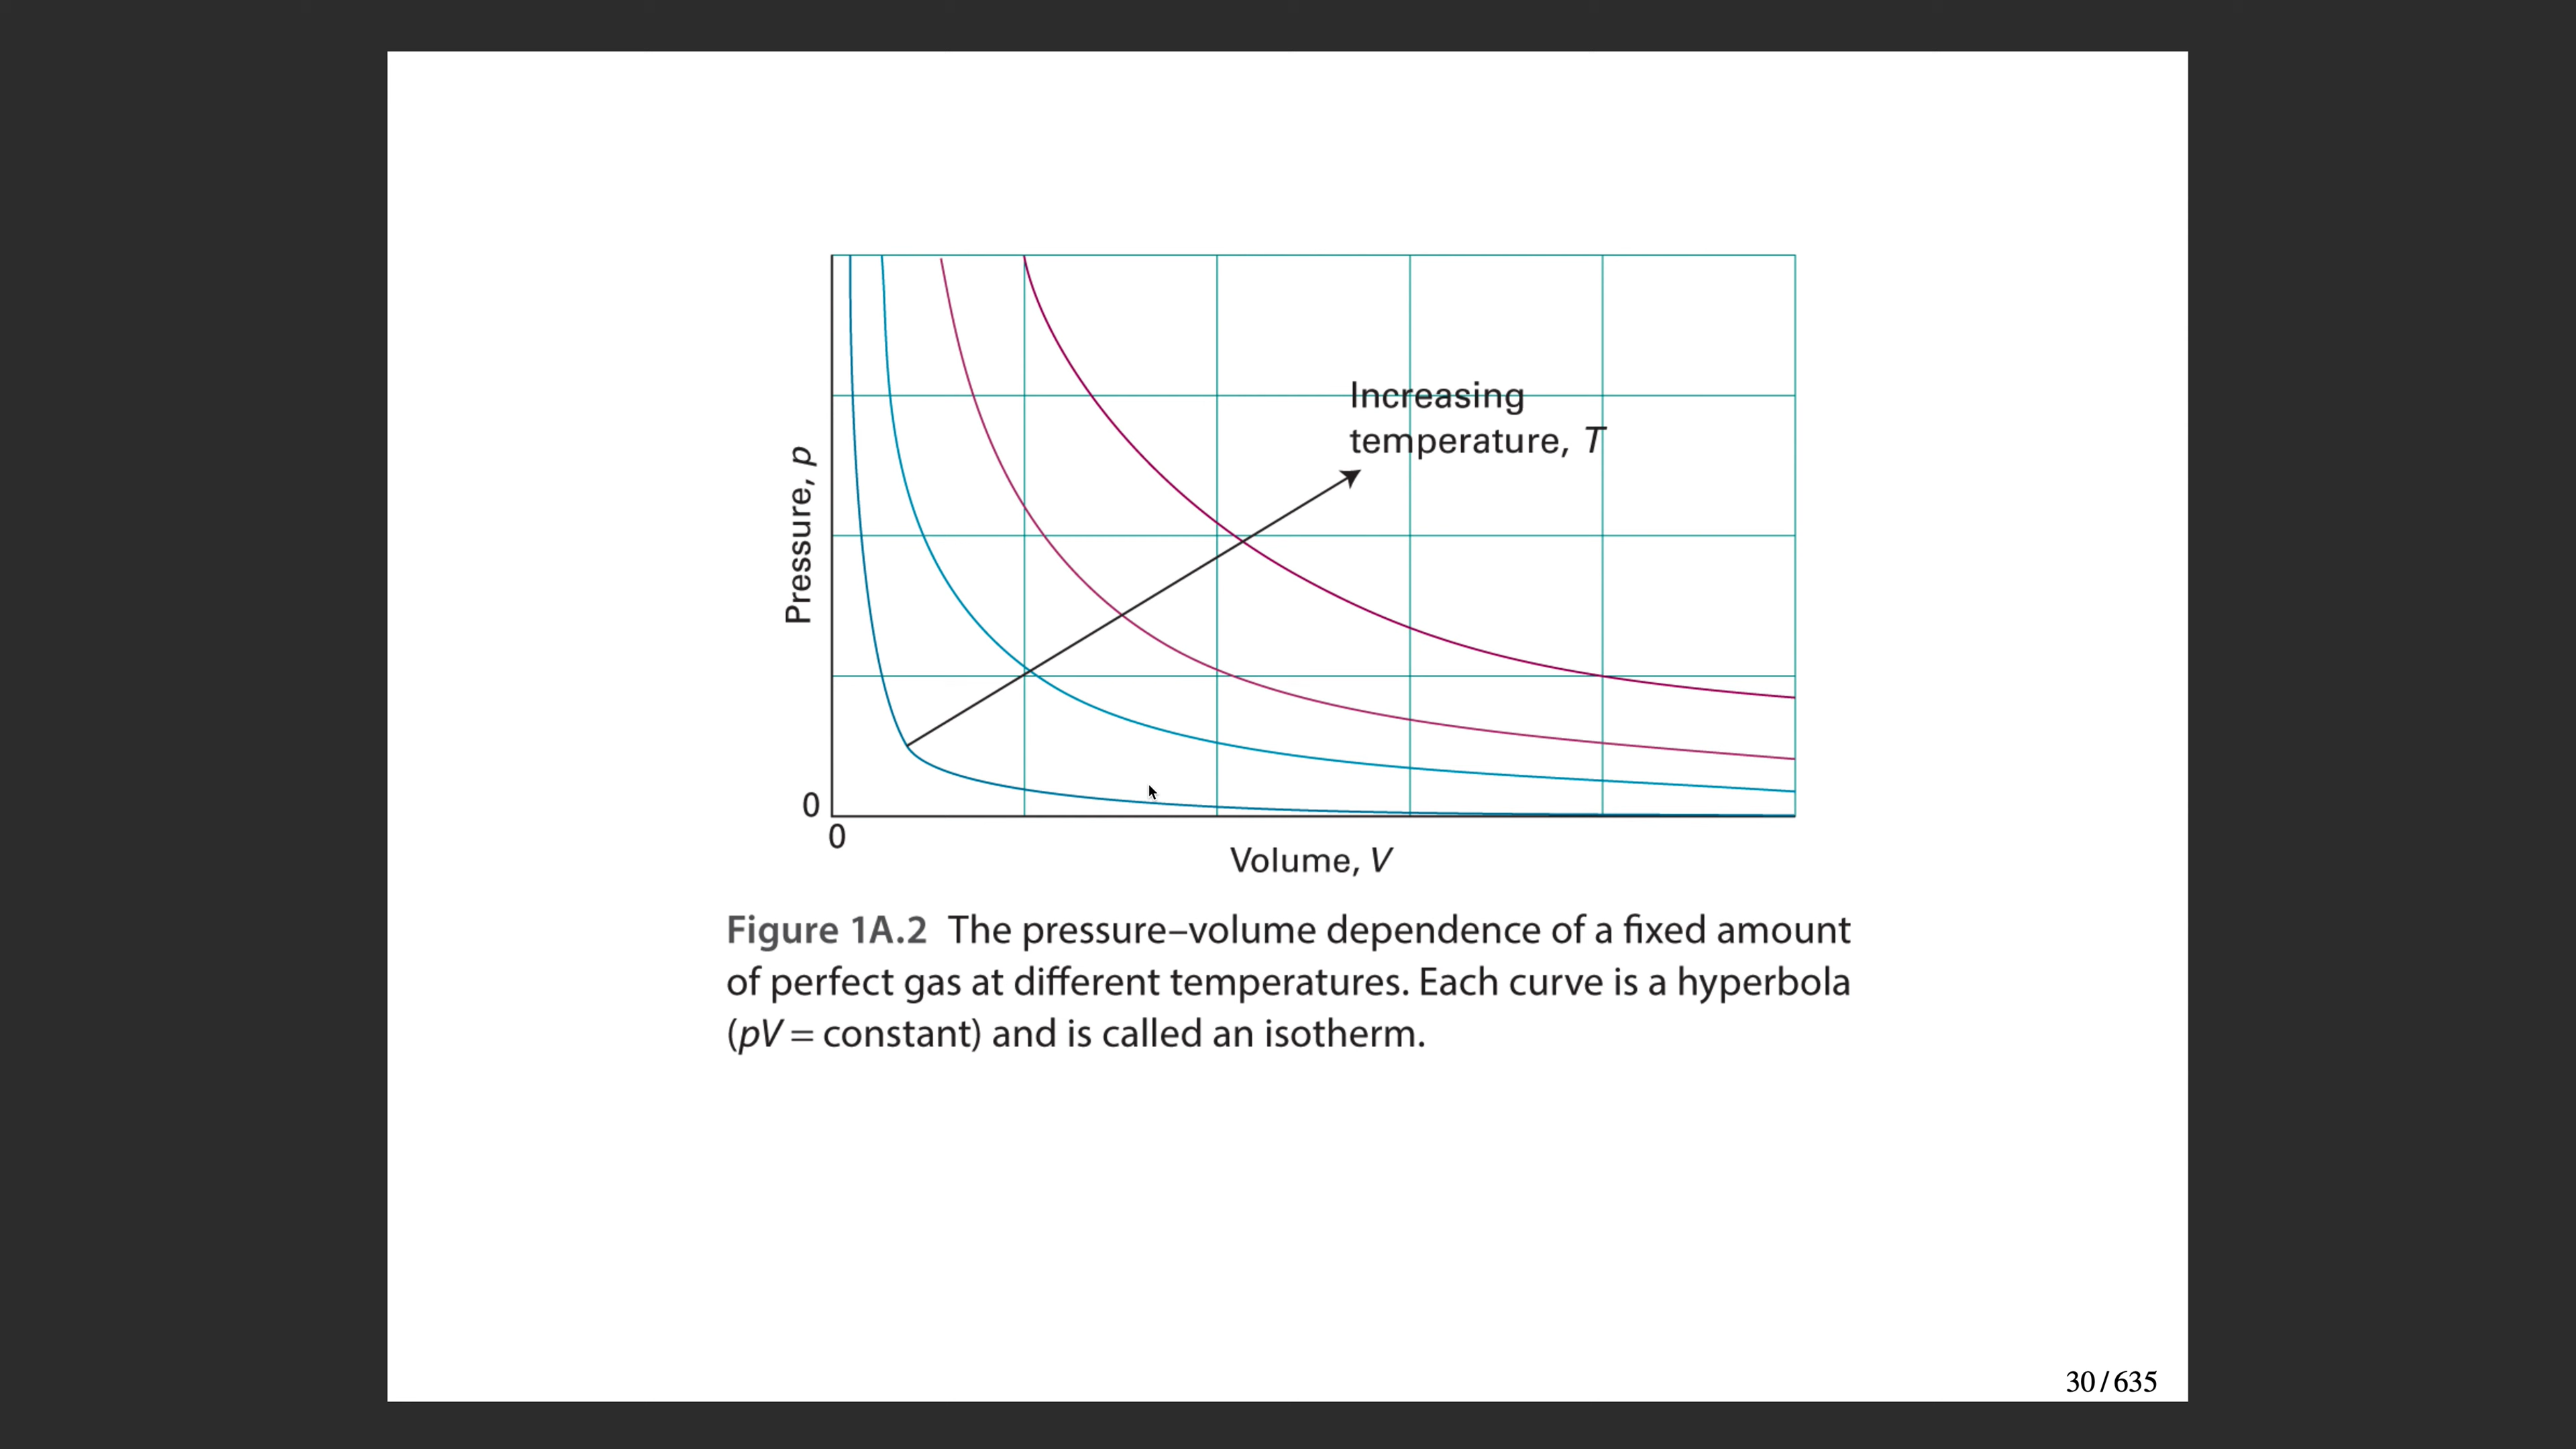 Increasing
temperature, T
Pressure, p
0
0
Volume, V
Figure 1A.2 The pressure–volume dependence of a fixed amount
of perfect gas at different temperatures. Each curve is a hyperbola
(pV = constant) and is called an isotherm.
30 / 635